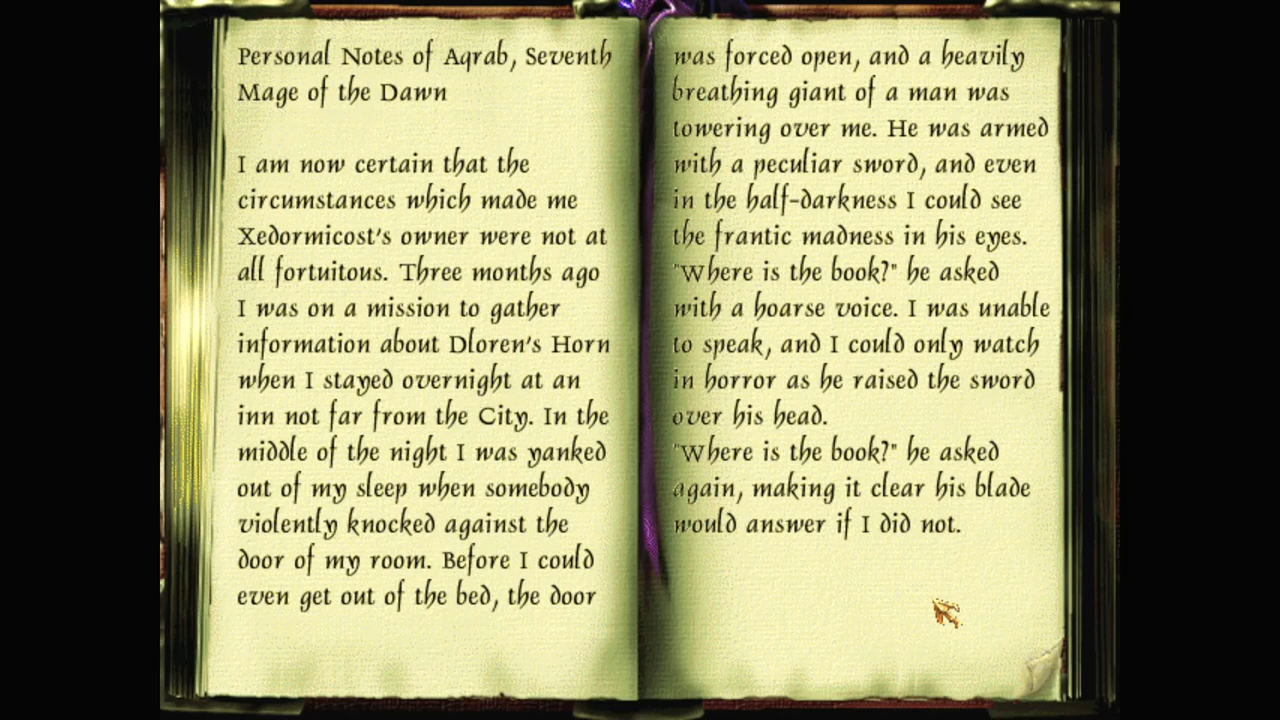 Personal Notes of Aqrab, Seventh
Mage of the Dawn
I am now certain that the
circumstances which made me
Xedormicost's owner were not at
all fortuitous. Three months ago
I was on a mission to gather
information about Dloren's Horn
when I stayed overnight at an
inn not far from the City. In the
middle of the night I was yanked
out of my sleep when somebody
violently knocked against the
door of my room. Before I could
even get out of the bed, the door
was forced open, and a heavily
breathing giant of a man was
towering over me. He was armed
with a peculiar sword, and even
in the half-darkness I could see
the frantic madness in his eyes.
"Where is the book?" he asked
with a hoarse voice. I was unable
to speak, and I could only watch
in horror as he raised the sword
over his head.
"Where is the book?" he asked
again, making it clear his blade
would answer if I did not.